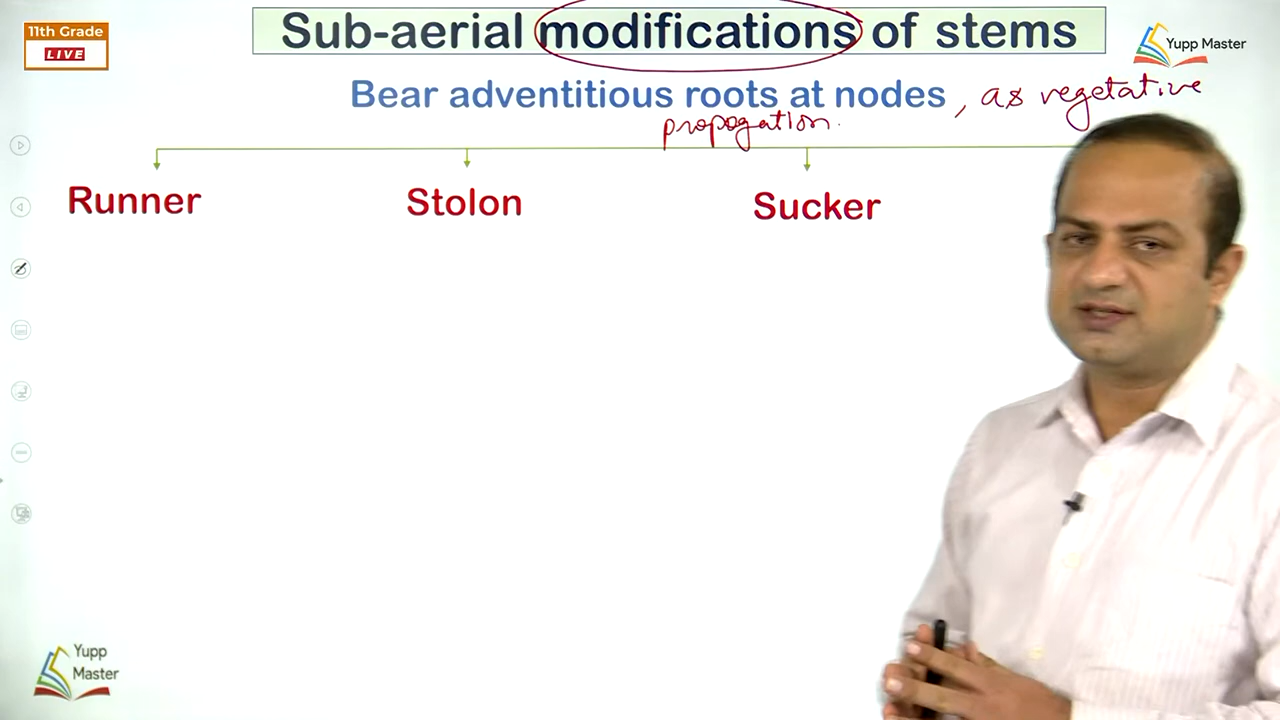 11th Grade
LIVE
Sub-aerial modifications of stems
Yupp Master
Bear adventitious roots at nodes , as vegetative
propogation.
Runner
Stolon
Sucker
Yupp
Master